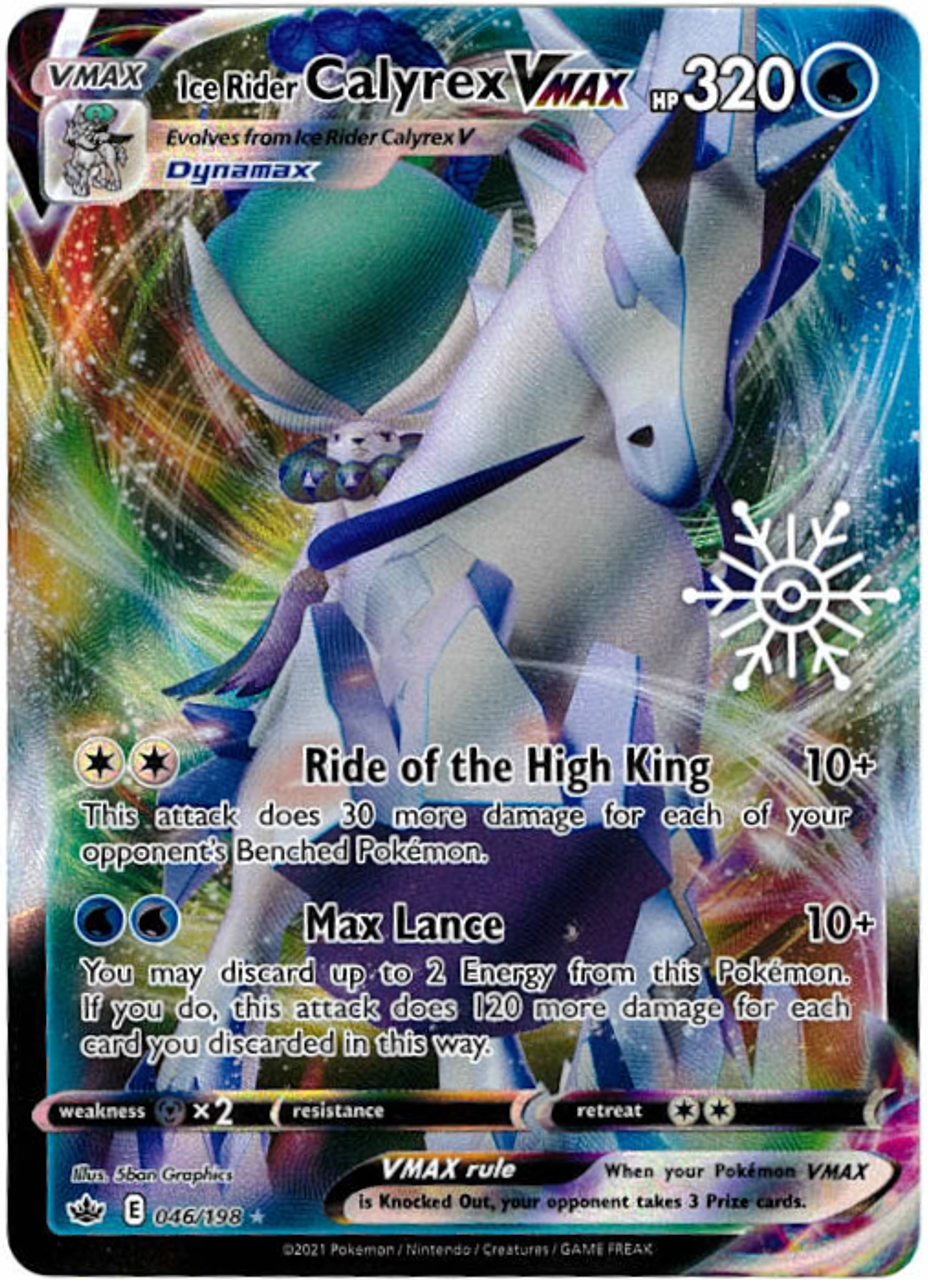 VMAX
Ice Rider Calyrex VMAX HP 320
Evolves from Ice Rider Calyrex V
Dynamax
Ride of the High King 10+
This attack does 30 more damage for each of your
opponent's Benched Pokémon.
Max Lance 10+
You may discard up to 2 Energy from this Pokémon.
If you do, this attack does 120 more damage for each
card you discarded in this way.
weakness ×2 resistance retreat
Illus. 5ban Graphics
VMAX rule When your Pokémon VMAX
is Knocked Out, your opponent takes 3 Prize cards.
E 046/198
©2021 Pokémon / Nintendo / Creatures / GAME FREAK